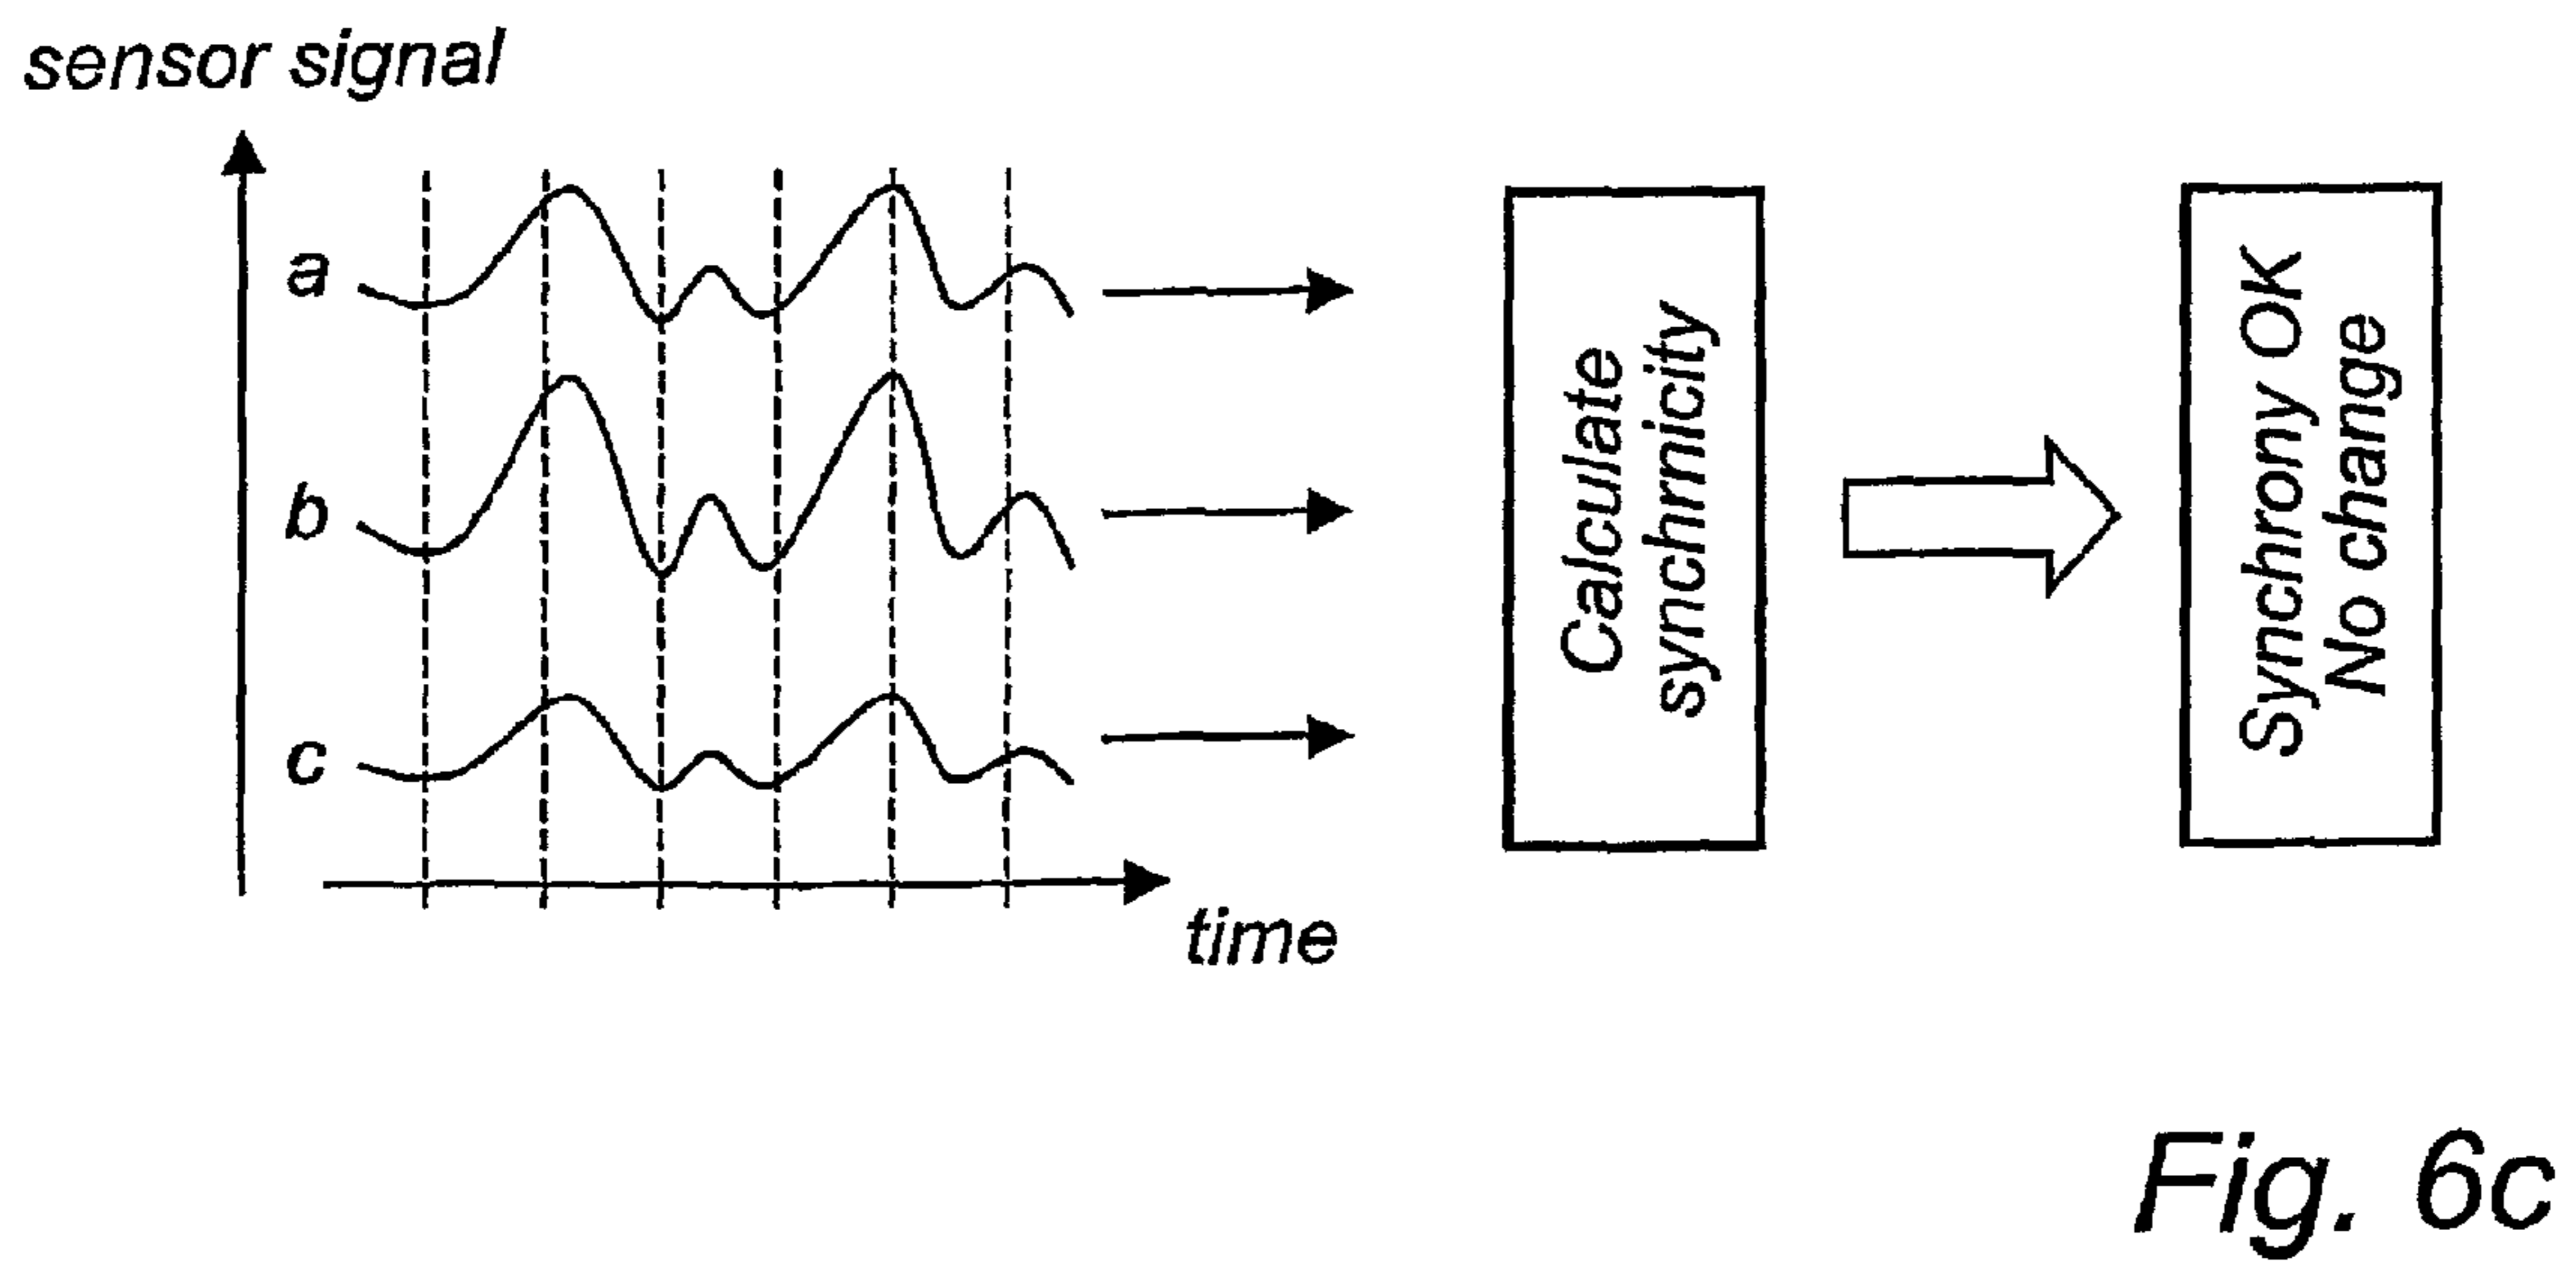 sensor signal
a
b
c
time
Calculate
synchrnicity
Synchrony OK
No change
Fig. 6c